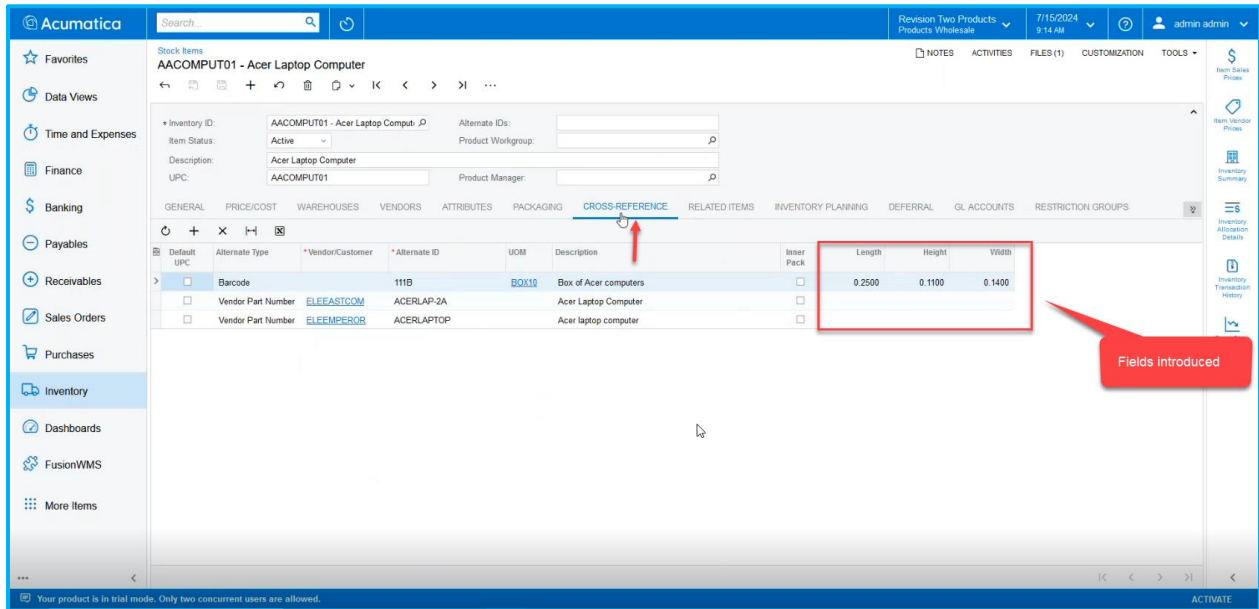 Acumatica
Search...
Revision Two Products
Products Wholesale
7/15/2024
9:14 AM
admin admin
Favorites
Data Views
Time and Expenses
Finance
Banking
Payables
Receivables
Sales Orders
Purchases
Inventory
Dashboards
FusionWMS
More Items
Stock Items
NOTES ACTIVITIES FILES (1) CUSTOMIZATION TOOLS
AACOMPUT01 - Acer Laptop Computer
* Inventory ID: AACOMPUT01 - Acer Laptop Comput Alternate IDs:
Item Status: Active Product Workgroup:
Description: Acer Laptop Computer
UPC: AACOMPUT01 Product Manager:
GENERAL PRICE/COST WAREHOUSES VENDORS ATTRIBUTES PACKAGING CROSS-REFERENCE RELATED ITEMS INVENTORY PLANNING DEFERRAL GL ACCOUNTS RESTRICTION GROUPS
Default UPC Alternate Type * Vendor/Customer * Alternate ID UOM Description Inner Pack Length Height Width
Barcode 111B BOX10 Box of Acer computers 0.2500 0.1100 0.1400
Vendor Part Number ELEEASTCOM ACERLAP-2A Acer Laptop Computer
Vendor Part Number ELEEMPEROR ACERLAPTOP Acer laptop computer
Fields introduced
Item Sales
Prices
Item Vendor
Prices
Inventory
Summary
Inventory
Allocation
Details
Inventory
Transaction
History
Your product is in trial mode. Only two concurrent users are allowed.
ACTIVATE